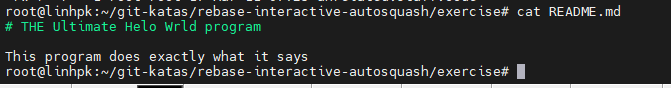 root@linhpk:~/git-katas/rebase-interactive-autosquash/exercise# cat README.md
# THE Ultimate Helo Wrld program
This program does exactly what it says
root@linhpk:~/git-katas/rebase-interactive-autosquash/exercise#